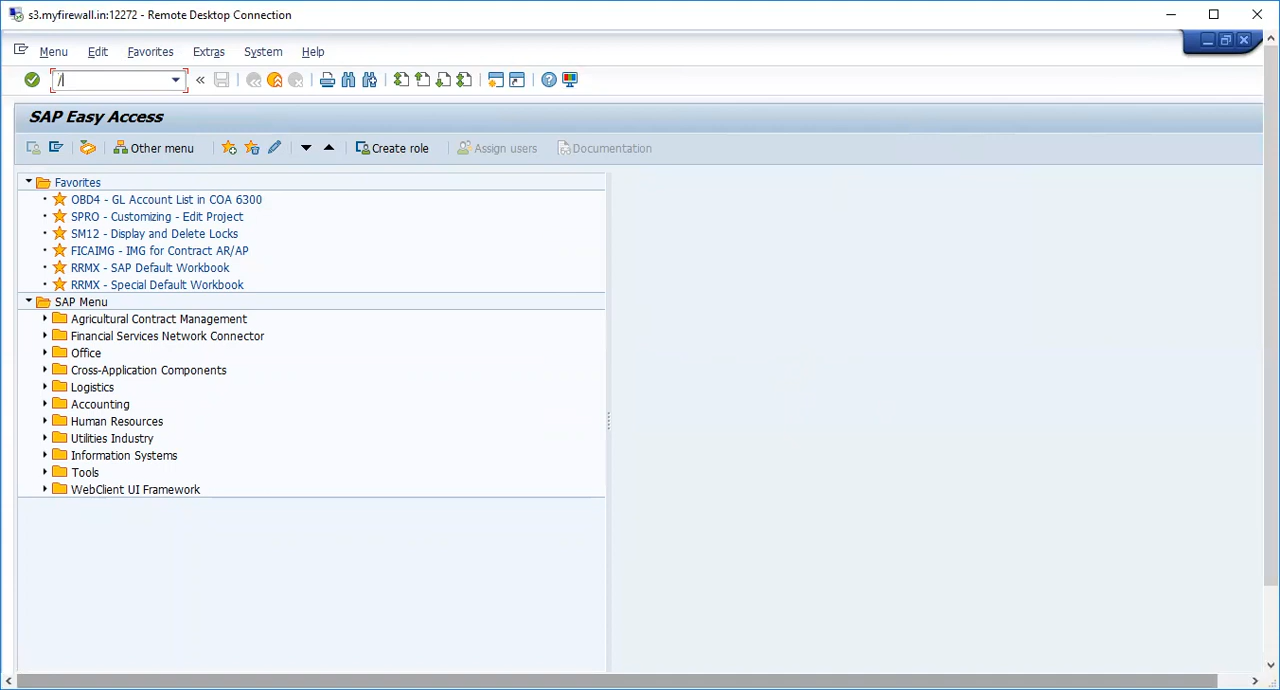 s3.myfirewall.in:12272 - Remote Desktop Connection
Menu Edit Favorites Extras System Help
/
SAP Easy Access
Other menu Create role Assign users Documentation
Favorites
OBD4 - GL Account List in COA 6300
SPRO - Customizing - Edit Project
SM12 - Display and Delete Locks
FICAIMG - IMG for Contract AR/AP
RRMX - SAP Default Workbook
RRMX - Special Default Workbook
SAP Menu
Agricultural Contract Management
Financial Services Network Connector
Office
Cross-Application Components
Logistics
Accounting
Human Resources
Utilities Industry
Information Systems
Tools
WebClient UI Framework